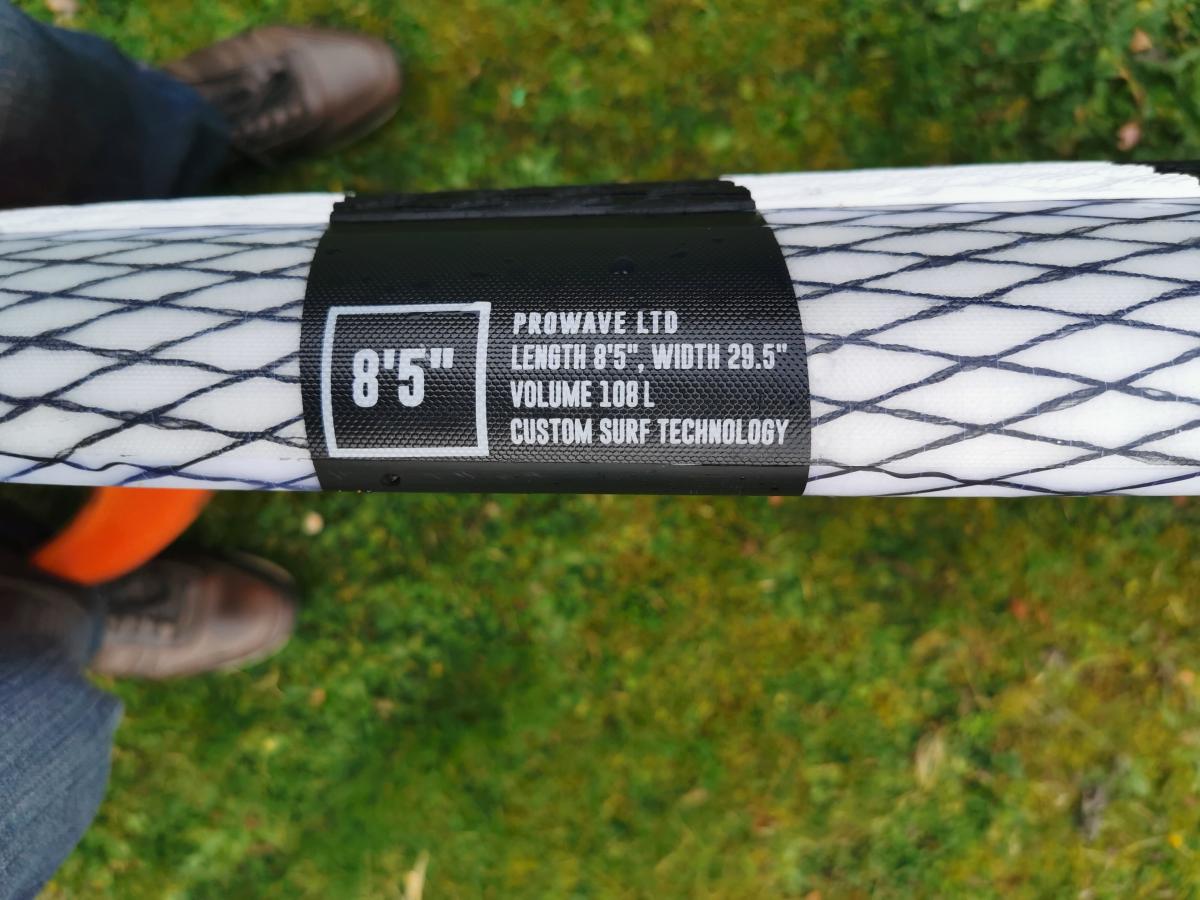 8'5"
PROWAVE LTD
LENGTH 8'5", WIDTH 29.5"
VOLUME 108 L
CUSTOM SURF TECHNOLOGY